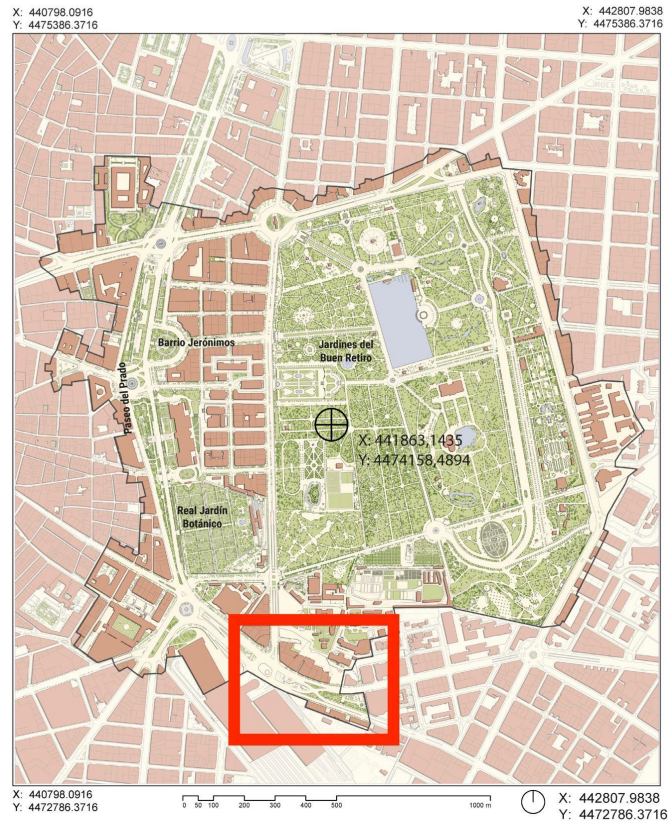 X: 440798.0916
Y: 4475386.3716
X: 442807.9838
Y: 4475386.3716
Barrio Jerónimos
Jardines del
Buen Retiro
Paseo del Prado
X: 441863,1435
Y: 4474158,4894
Real Jardín
Botánico
X: 440798.0916
Y: 4472786.3716
0 50 100 200 300 400 500 1000 m
X: 442807.9838
Y: 4472786.3716